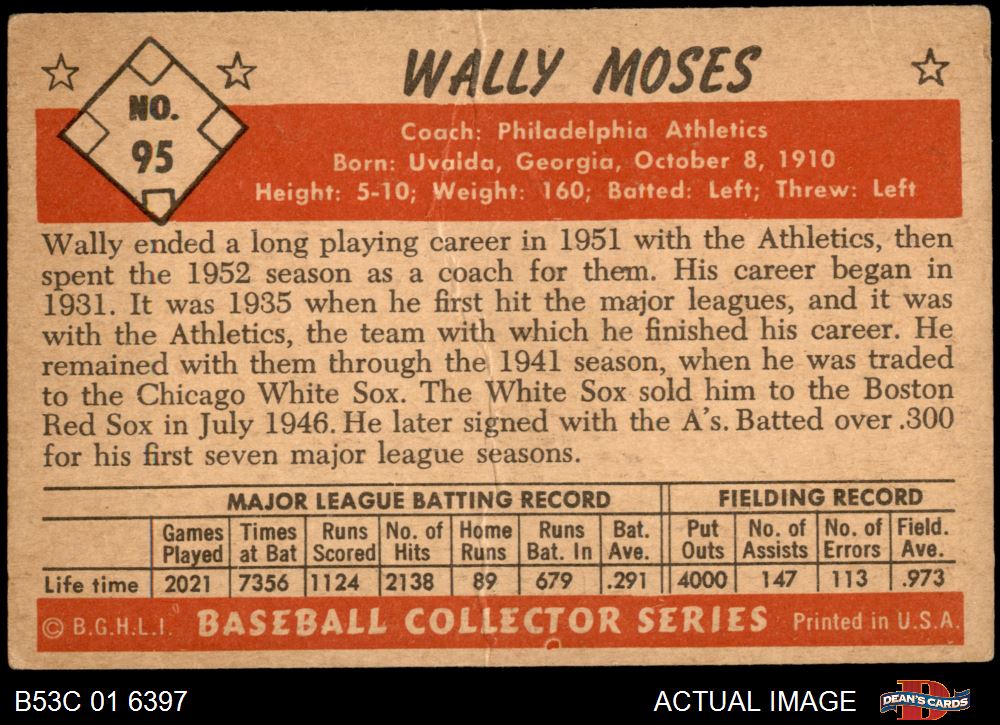 WALLY MOSES
NO.
95
Coach: Philadelphia Athletics
Born: Uvalda, Georgia, October 8, 1910
Height: 5-10; Weight: 160; Batted: Left; Threw: Left
Wally ended a long playing career in 1951 with the Athletics, then
spent the 1952 season as a coach for them. His career began in
1931. It was 1935 when he first hit the major leagues, and it was
with the Athletics, the team with which he finished his career. He
remained with them through the 1941 season, when he was traded
to the Chicago White Sox. The White Sox sold him to the Boston
Red Sox in July 1946. He later signed with the A's. Batted over .300
for his first seven major league seasons.
MAJOR LEAGUE BATTING RECORD FIELDING RECORD
Games Times Runs No. of Home Runs Bat. Put No. of No. of Field.
Played at Bat Scored Hits Runs Bat. In Ave. Outs Assists Errors Ave.
Life time 2021 7356 1124 2138 89 679 .291 4000 147 113 .973
© B.G.H.L.I. BASEBALL COLLECTOR SERIES Printed in U.S.A.
B53C 01 6397 ACTUAL IMAGE DEAN'S CARDS